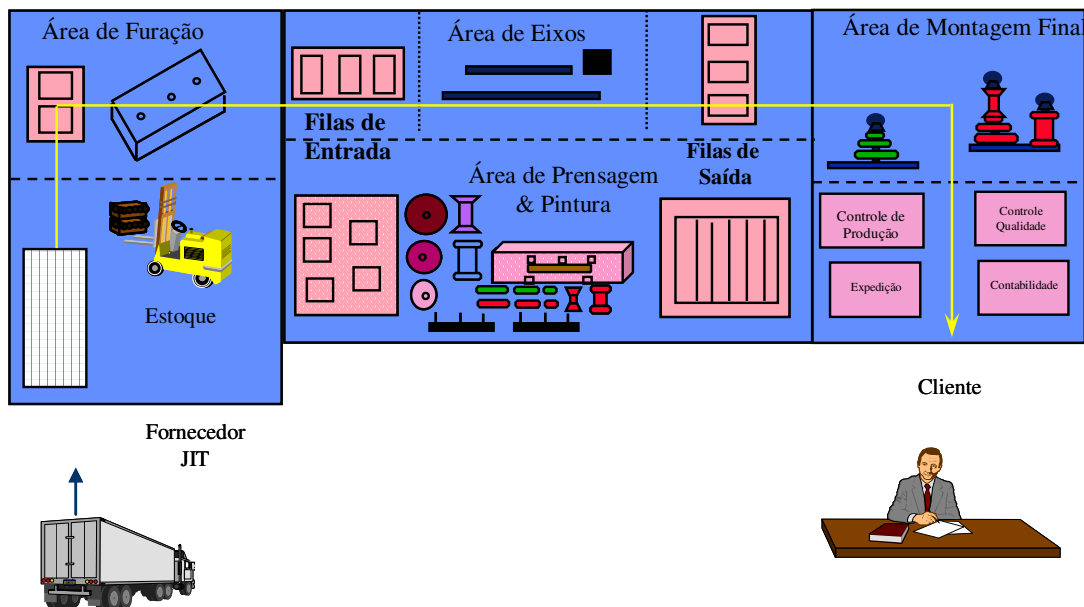 Área de Furação
Área de Eixos
Área de Montagem Final
Filas de
Entrada
Filas de
Saída
Área de Prensagem
& Pintura
Estoque
Controle de
Produção
Controle
Qualidade
Expedição
Contabilidade
Cliente
Fornecedor
JIT